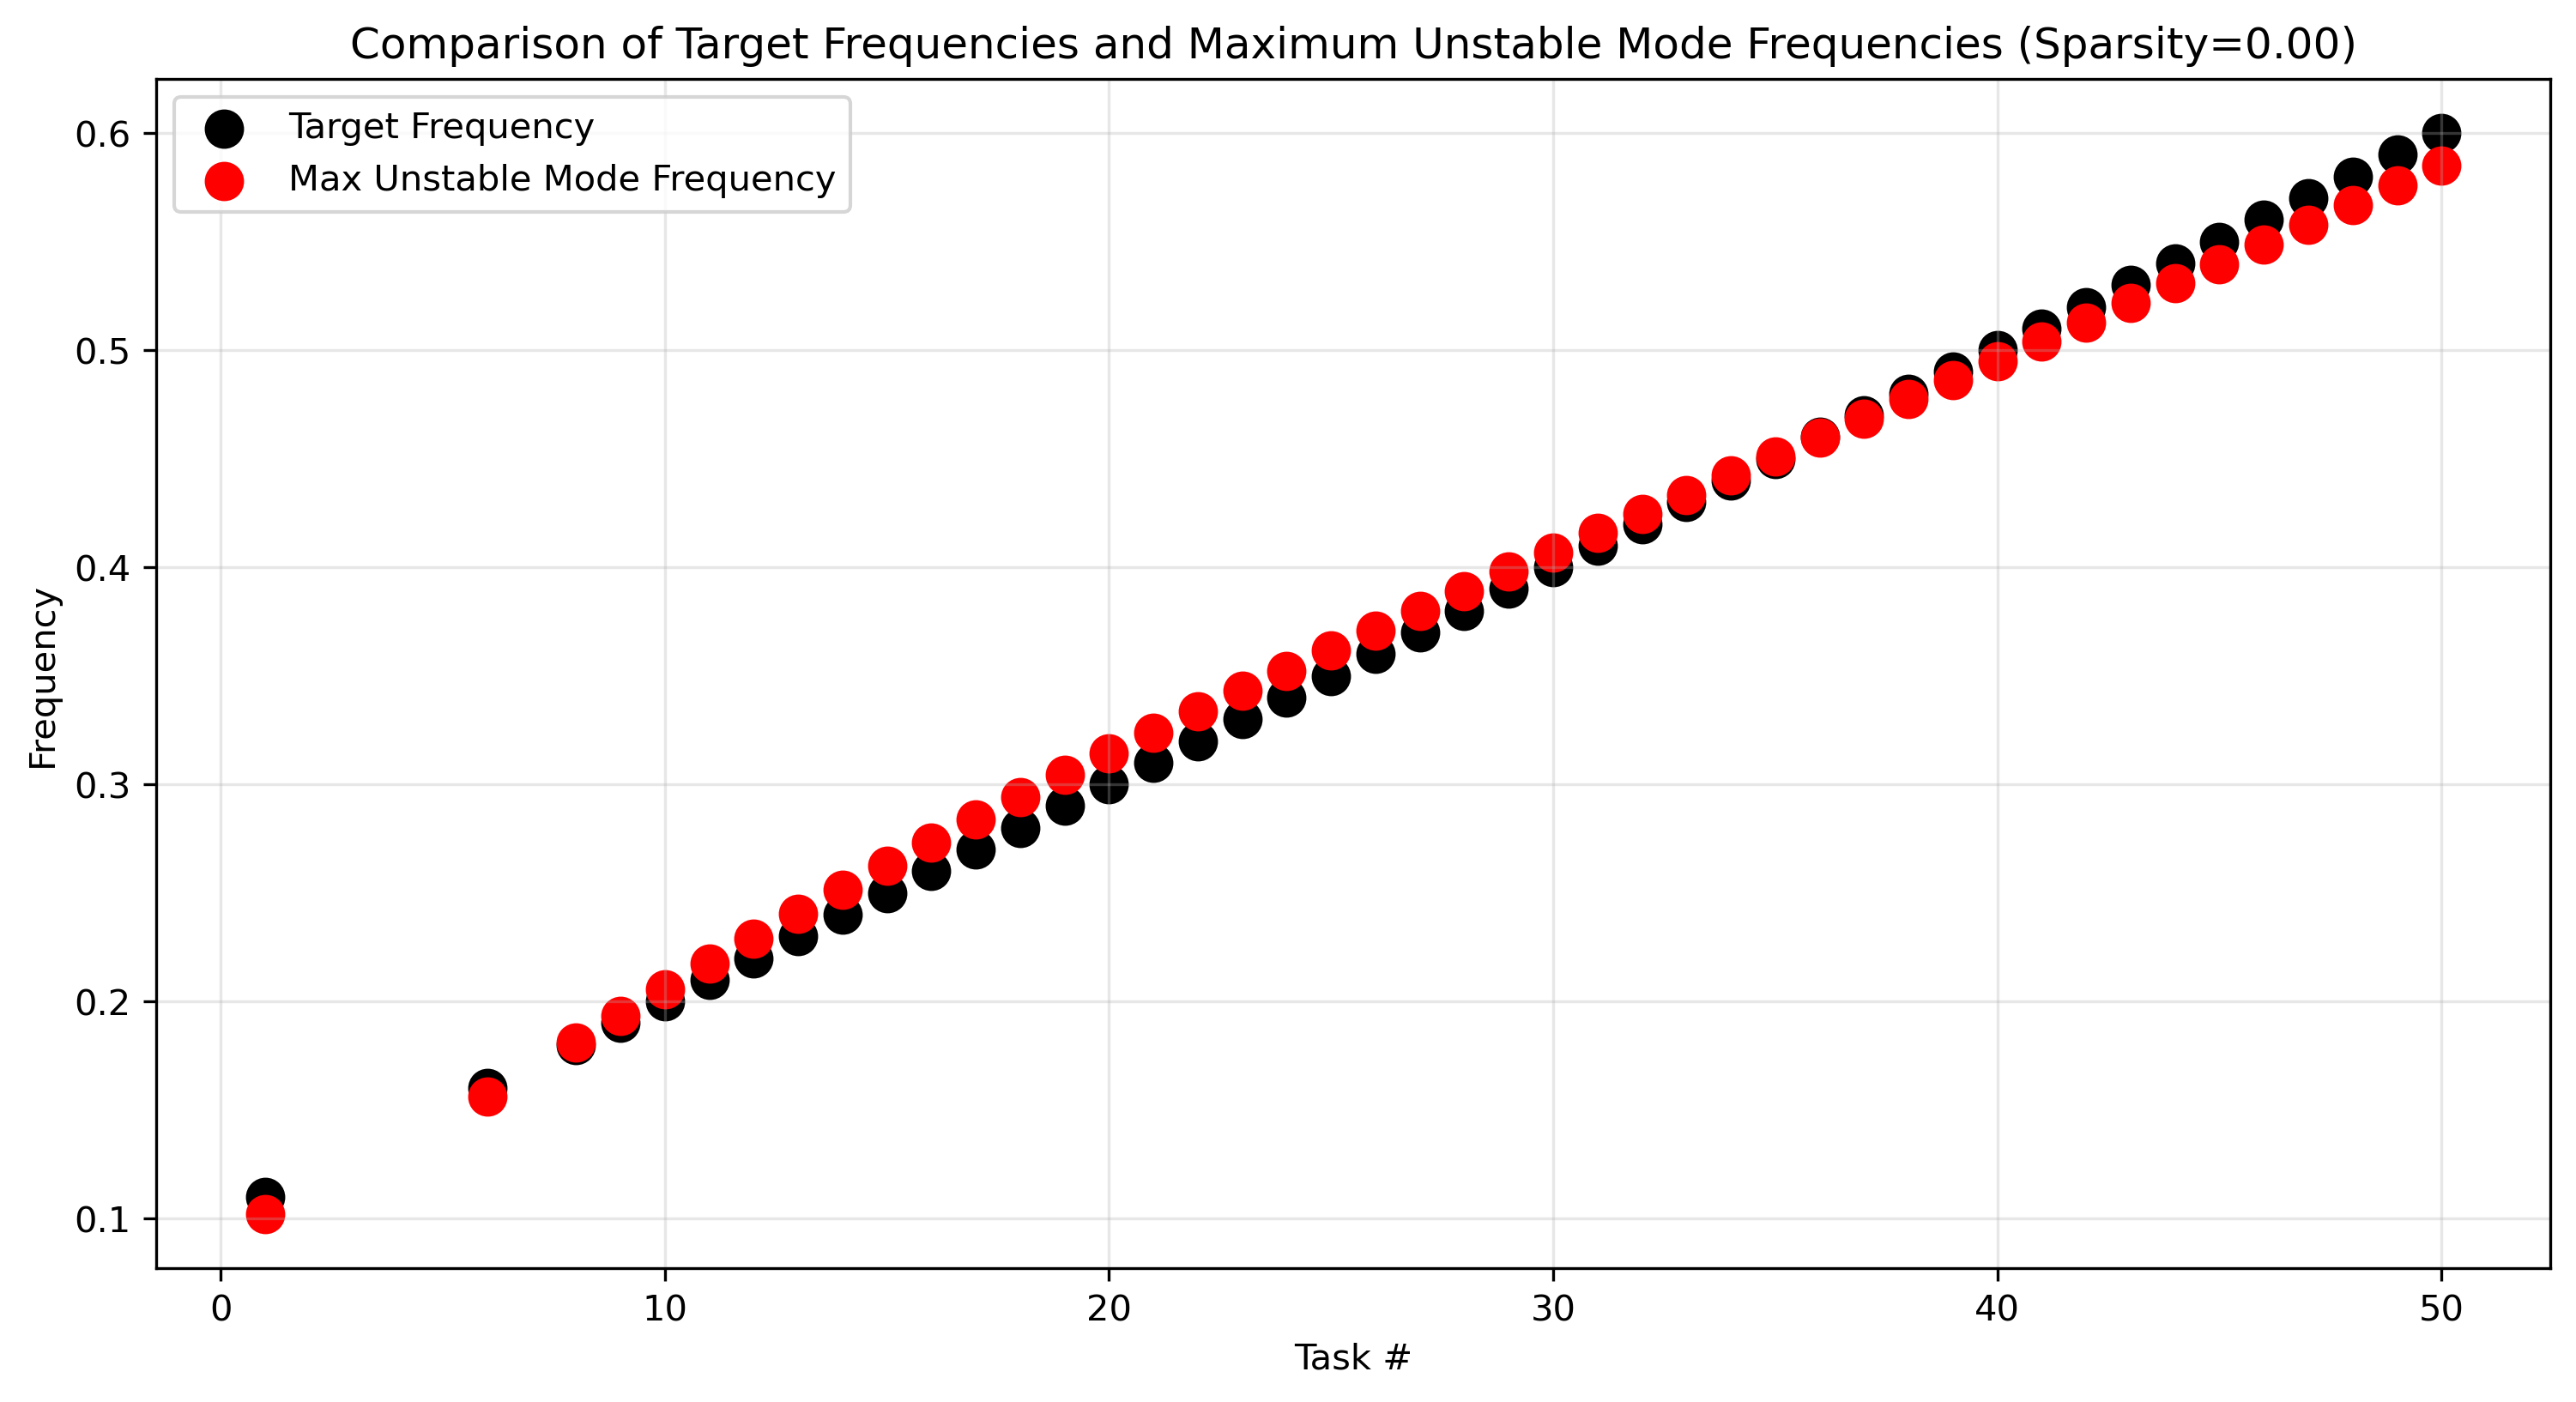 Comparison of Target Frequencies and Maximum Unstable Mode Frequencies (Sparsity=0.00)
Target Frequency
Max Unstable Mode Frequency
Frequency
0.6
0.5
0.4
0.3
0.2
0.1
0 10 20 30 40 50
Task #